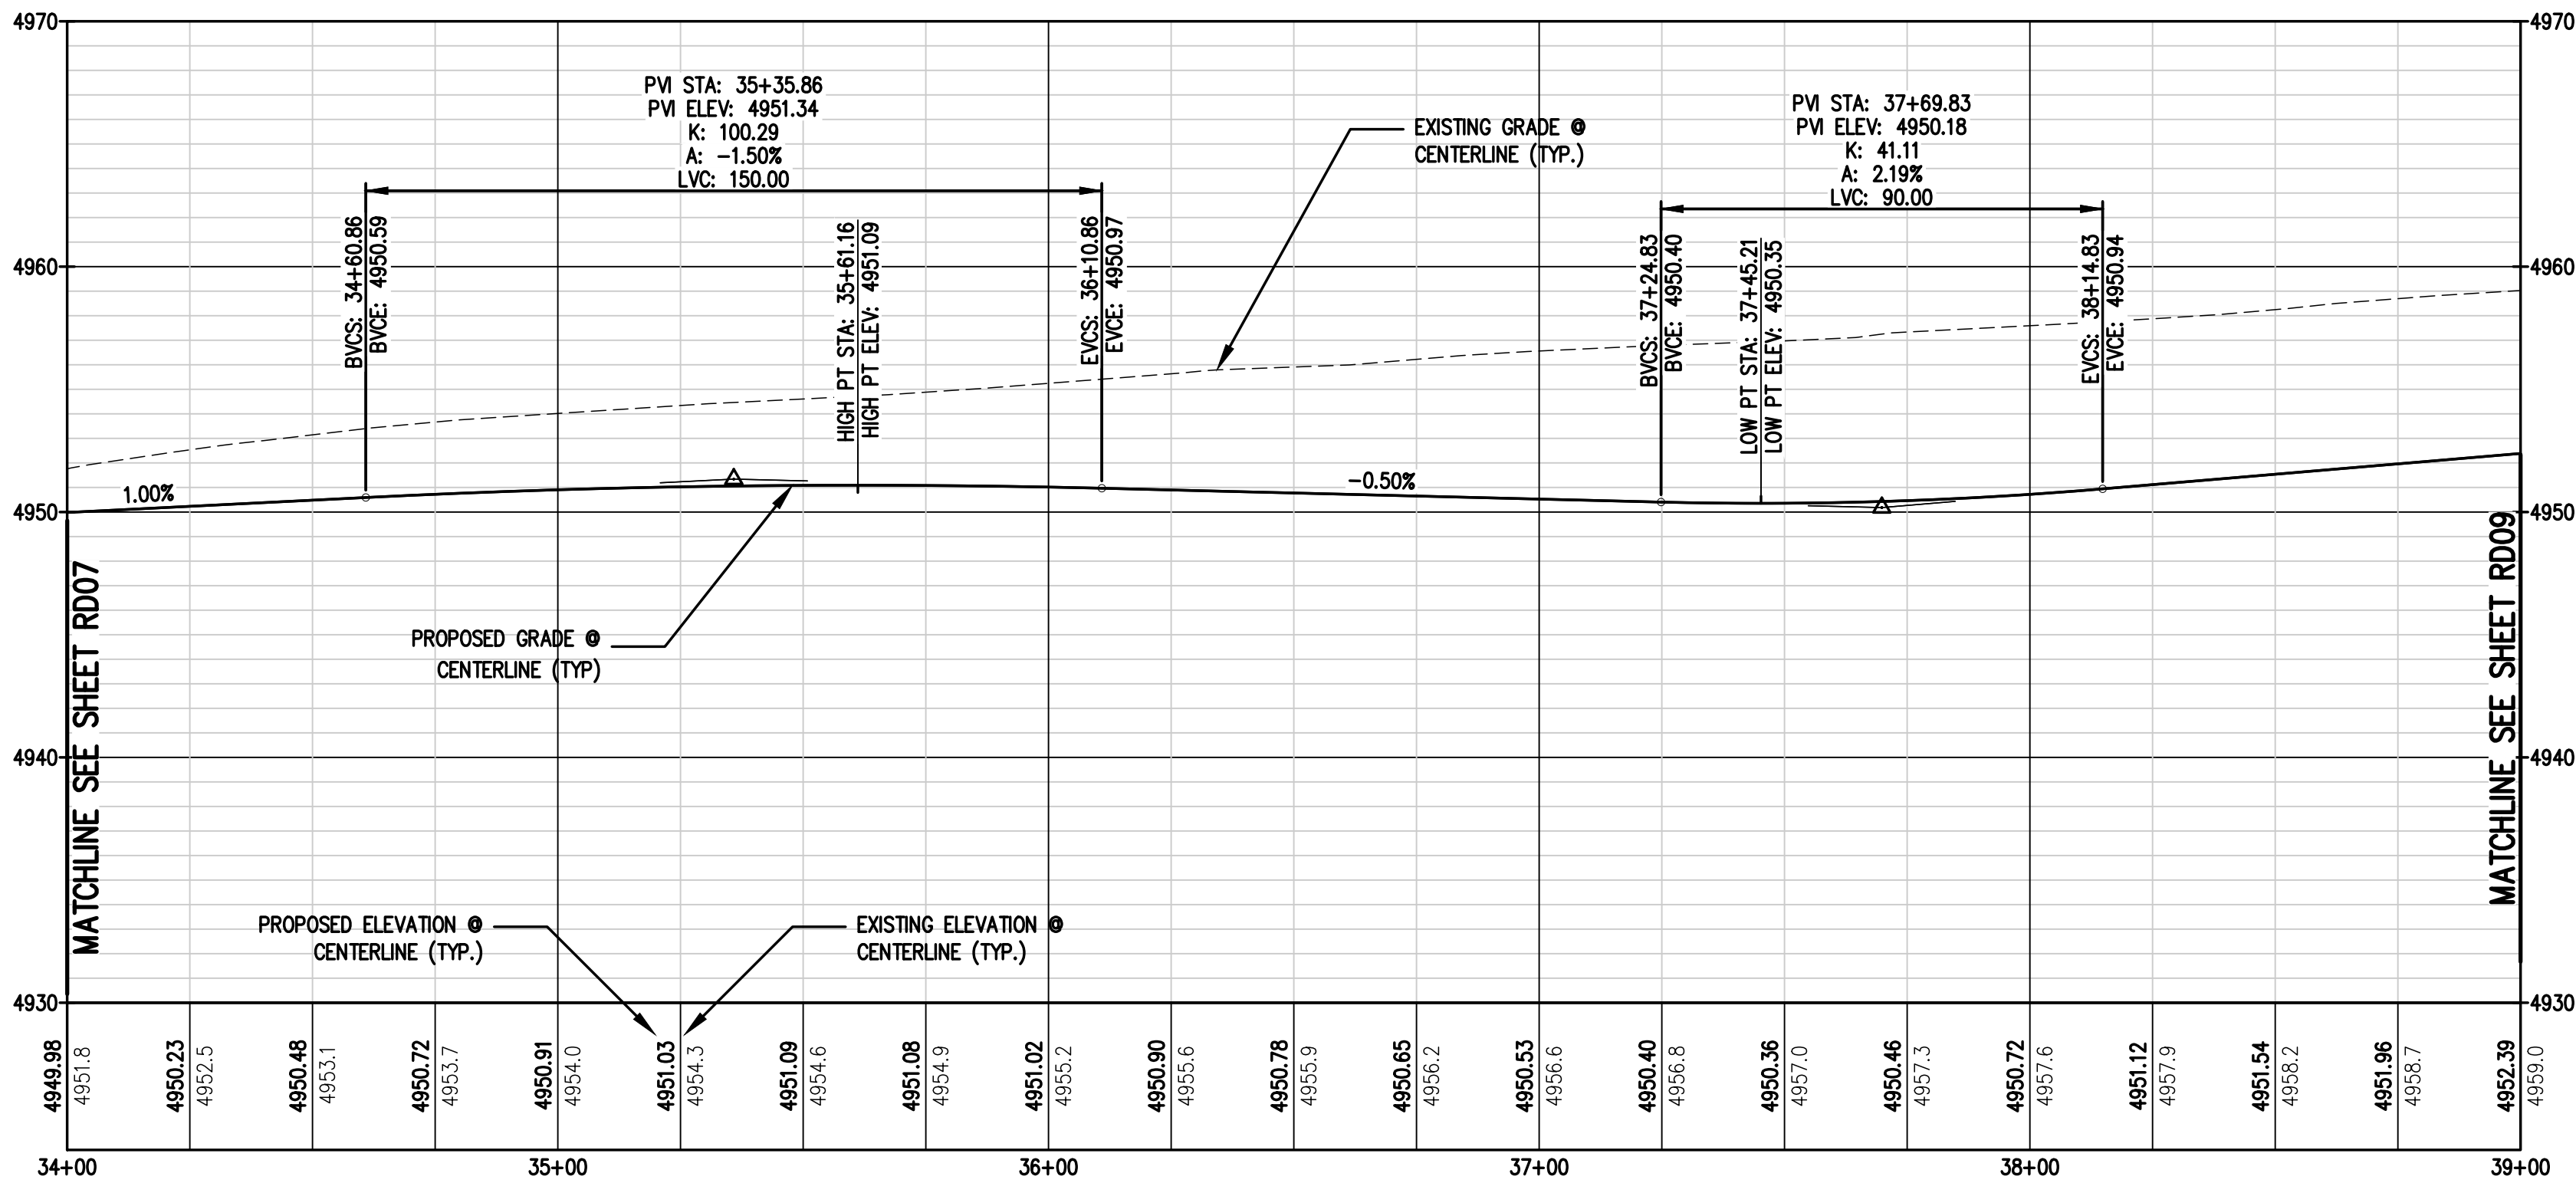 4970
4970
PVI STA: 35+35.86
PVI ELEV: 4951.34
K: 100.29
A: -1.50%
LVC: 150.00
PVI STA: 37+69.83
PVI ELEV: 4950.18
K: 41.11
A: 2.19%
LVC: 90.00
EXISTING GRADE @
CENTERLINE (TYP.)
BVCS: 34+60.86
BVCE: 4950.59
HIGH PT STA: 35+61.16
HIGH PT ELEV: 4951.09
EVCS: 36+10.86
EVCE: 4950.97
BVCS: 37+24.83
BVCE: 4950.40
LOW PT STA: 37+45.21
LOW PT ELEV: 4950.35
EVCS: 38+14.83
EVCE: 4950.94
4960
4960
1.00%
-0.50%
4950
4950
MATCHLINE SEE SHEET RD07
MATCHLINE SEE SHEET RD09
PROPOSED GRADE @
CENTERLINE (TYP)
4940
4940
PROPOSED ELEVATION @
CENTERLINE (TYP.)
EXISTING ELEVATION @
CENTERLINE (TYP.)
4930
4930
4949.98
4951.8
4950.23
4952.5
4950.48
4953.1
4950.72
4953.7
4950.91
4954.0
4951.03
4954.3
4951.09
4954.6
4951.08
4954.9
4951.02
4955.2
4950.90
4955.6
4950.78
4955.9
4950.65
4956.2
4950.53
4956.6
4950.40
4956.8
4950.36
4957.0
4950.46
4957.3
4950.72
4957.6
4951.12
4957.9
4951.54
4958.2
4951.96
4958.7
4952.39
4959.0
34+00
35+00
36+00
37+00
38+00
39+00